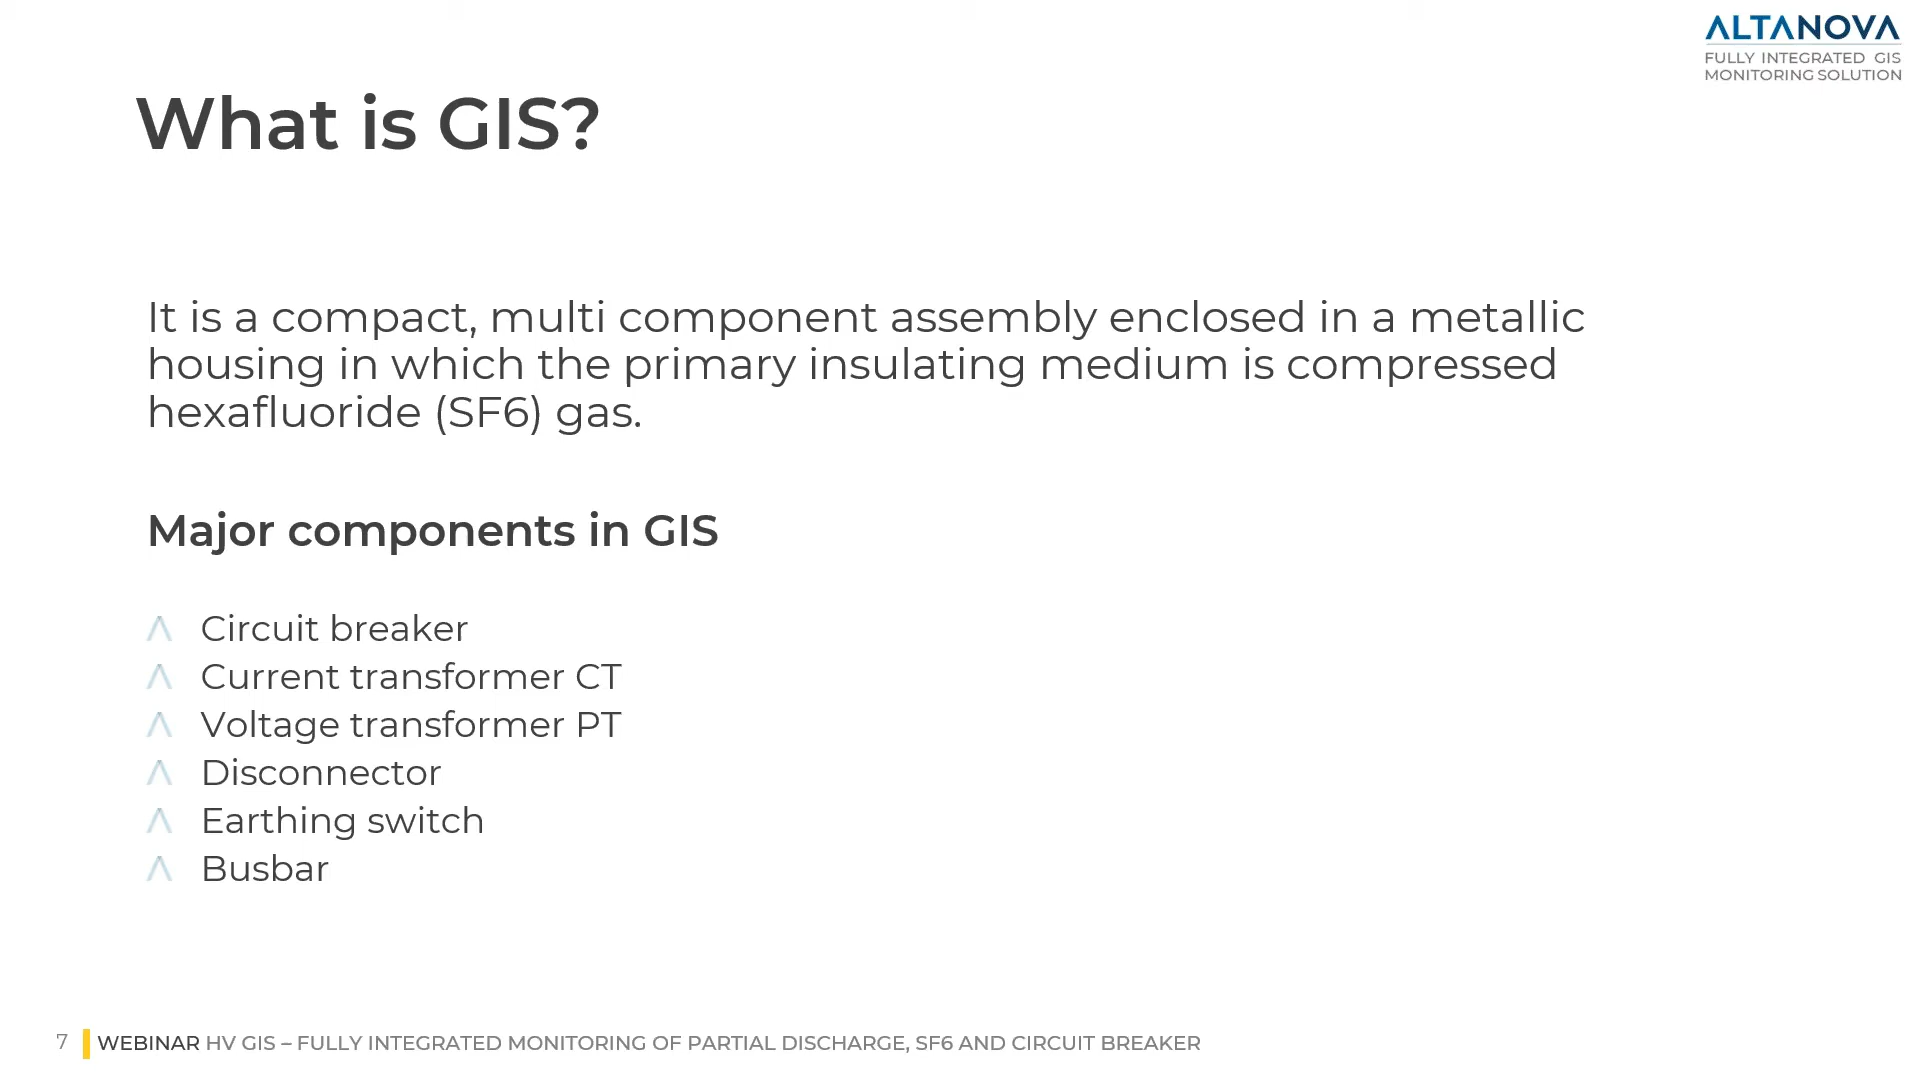 ALTANOVA
FULLY INTEGRATED GIS
MONITORING SOLUTION
What is GIS?
It is a compact, multi component assembly enclosed in a metallic
housing in which the primary insulating medium is compressed
hexafluoride (SF6) gas.
Major components in GIS
Circuit breaker
Current transformer CT
Voltage transformer PT
Disconnector
Earthing switch
Busbar
7 WEBINAR HV GIS – FULLY INTEGRATED MONITORING OF PARTIAL DISCHARGE, SF6 AND CIRCUIT BREAKER